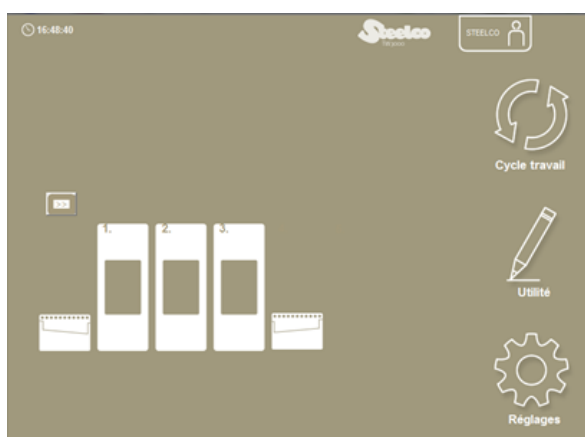 16:48:40
Steelco
STEELCO
Cycle travail
>>
1. 2. 3.
Utilité
Réglages